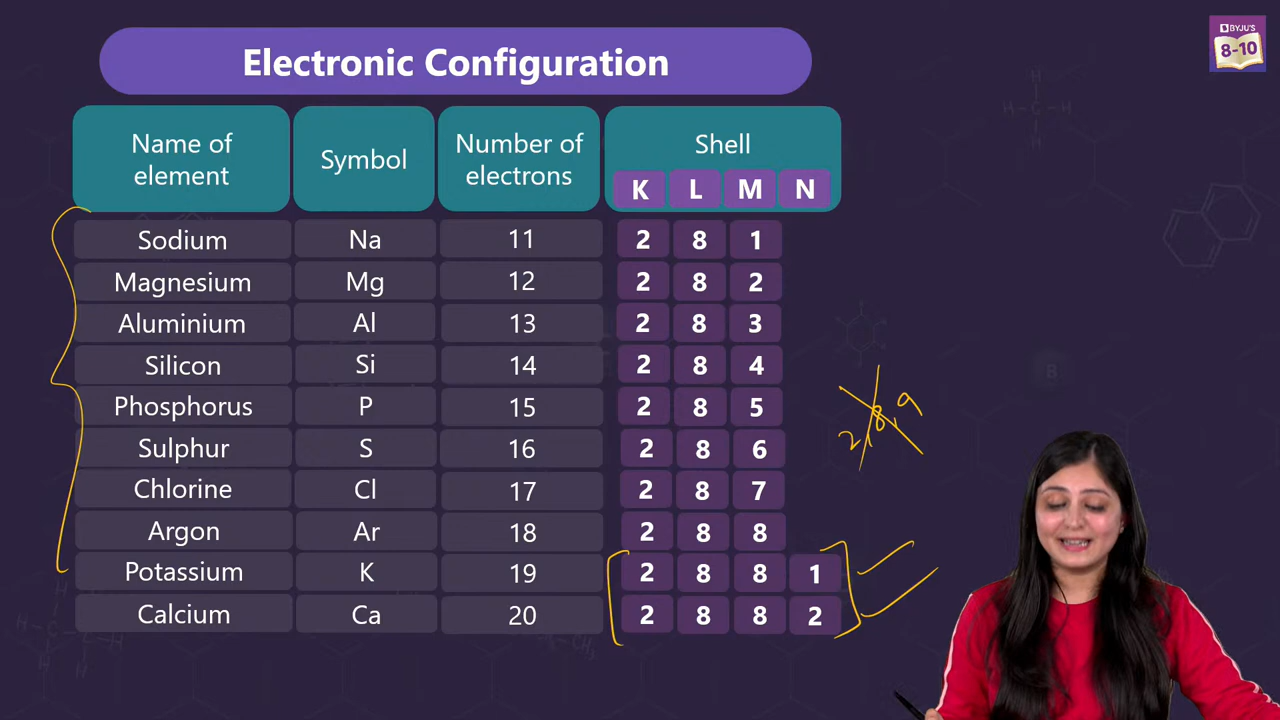 BYJU'S
8-10
Electronic Configuration
Name of element Symbol Number of electrons Shell
K L M N
Sodium Na 11 2 8 1
Magnesium Mg 12 2 8 2
Aluminium Al 13 2 8 3
Silicon Si 14 2 8 4
Phosphorus P 15 2 8 5
Sulphur S 16 2 8 6
Chlorine Cl 17 2 8 7
Argon Ar 18 2 8 8
Potassium K 19 2 8 8 1
Calcium Ca 20 2 8 8 2
2,8,9